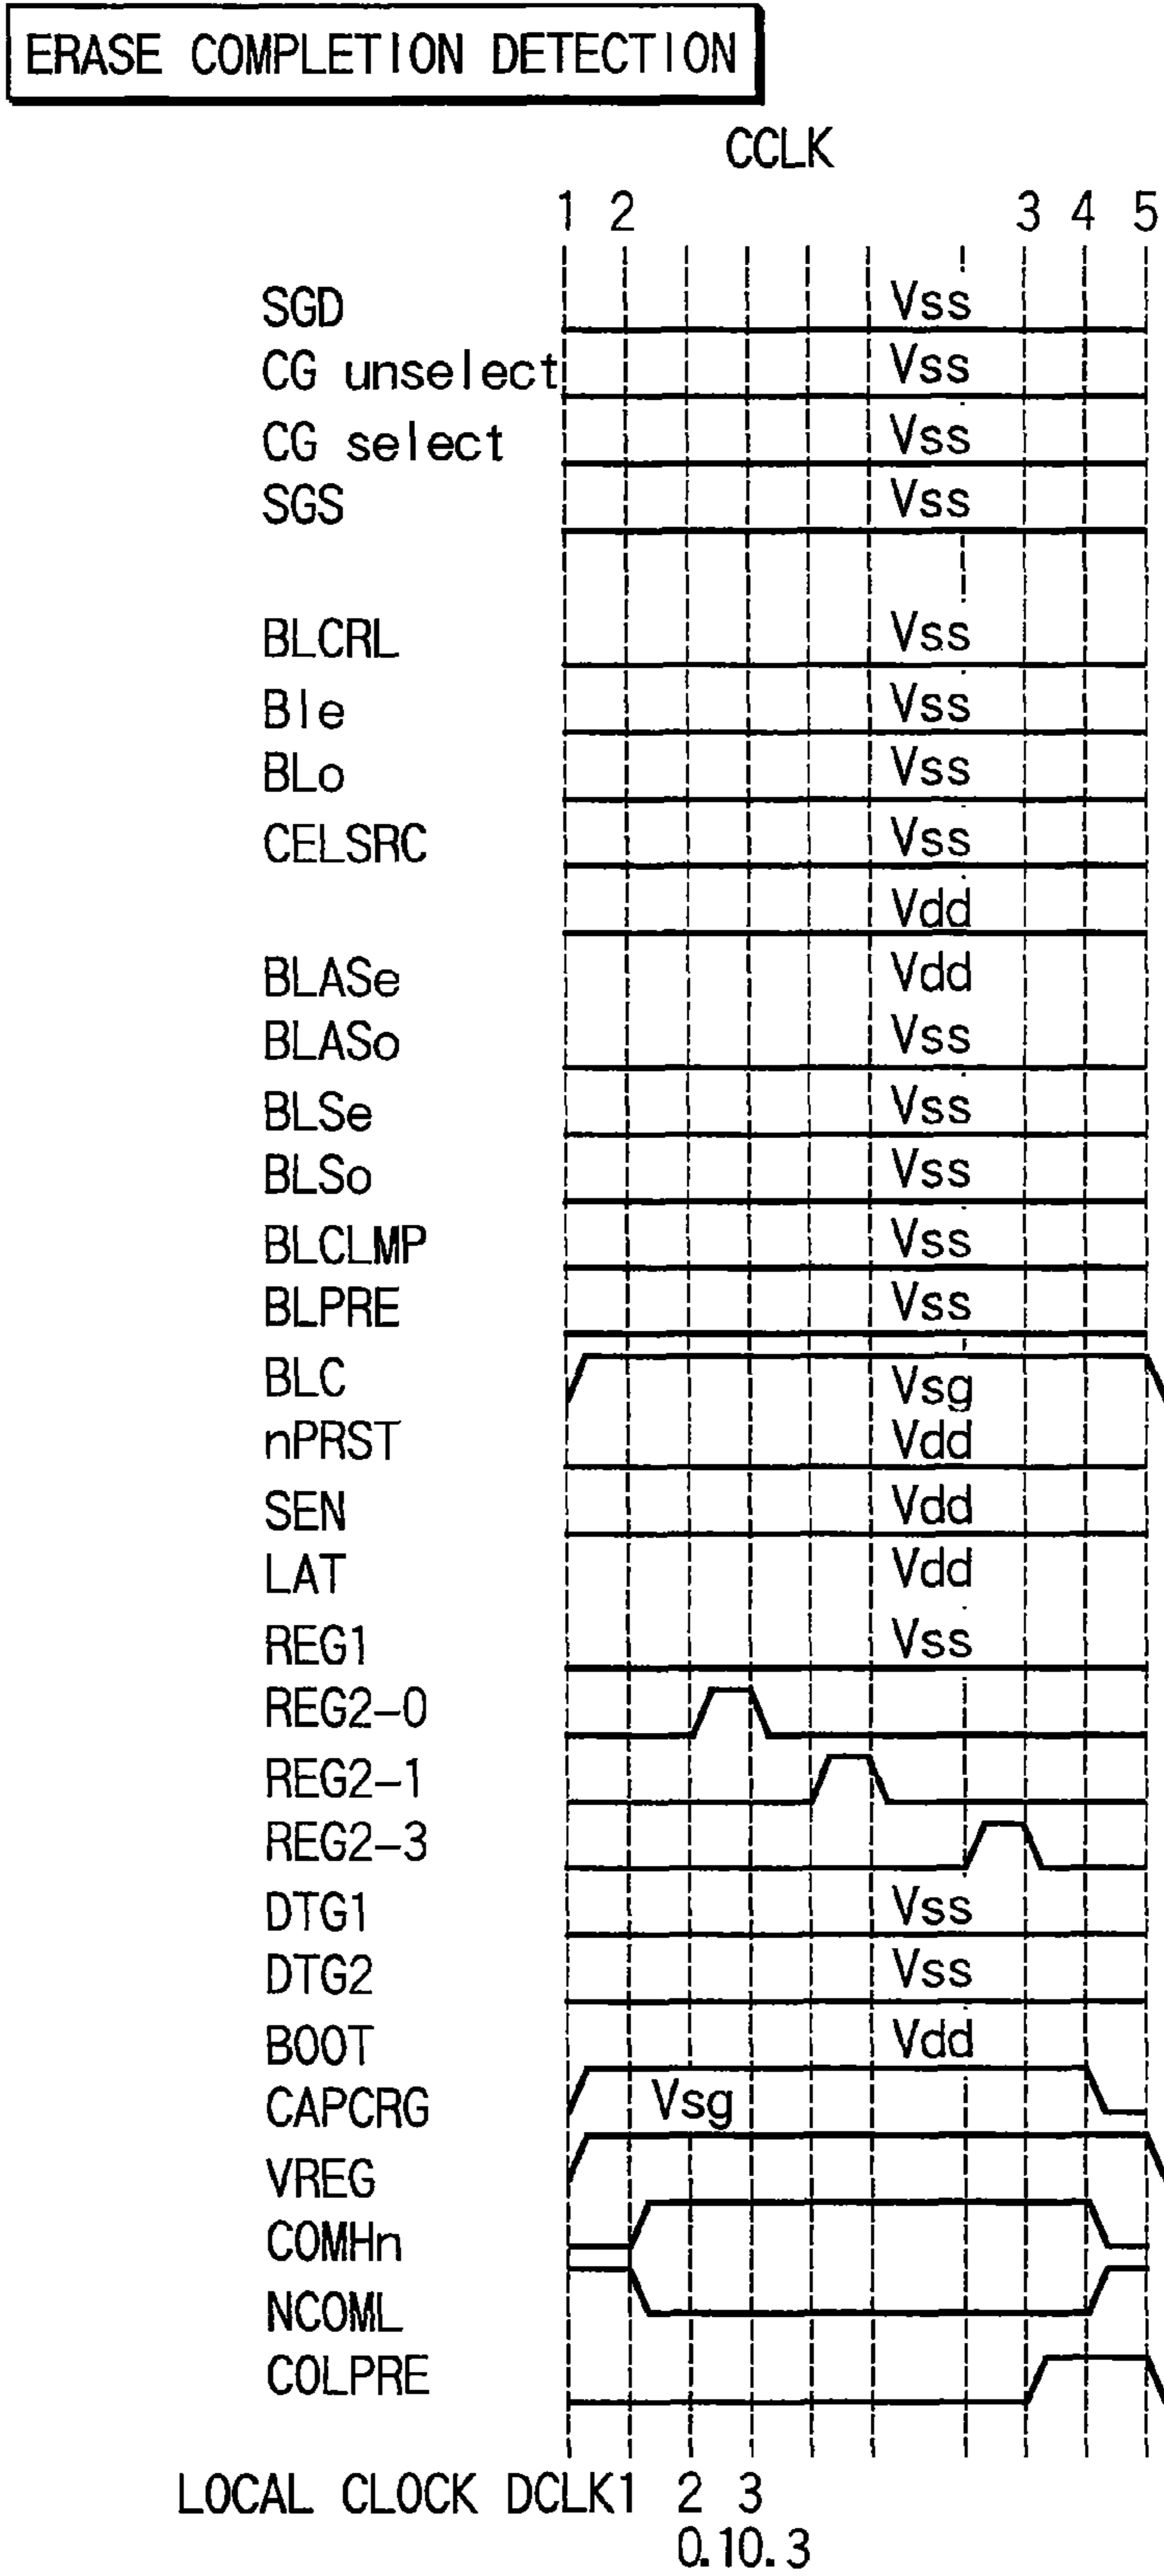 ERASE COMPLETION DETECTION
CCLK
1 2 3 4 5
SGD Vss
CG unselect Vss
CG select Vss
SGS Vss
BLCRL Vss
Ble Vss
BLo Vss
CELSRC Vss
Vdd
BLASe Vdd
BLASo Vss
BLSe Vss
BLSo Vss
BLCLMP Vss
BLPRE Vss
BLC Vsg
nPRST Vdd
SEN Vdd
LAT Vdd
REG1 Vss
REG2-0
REG2-1
REG2-3
DTG1 Vss
DTG2 Vss
BOOT Vdd
CAPCRG Vsg
VREG
COMHn
NCOML
COLPRE
LOCAL CLOCK DCLK1 2 3
0.10.3